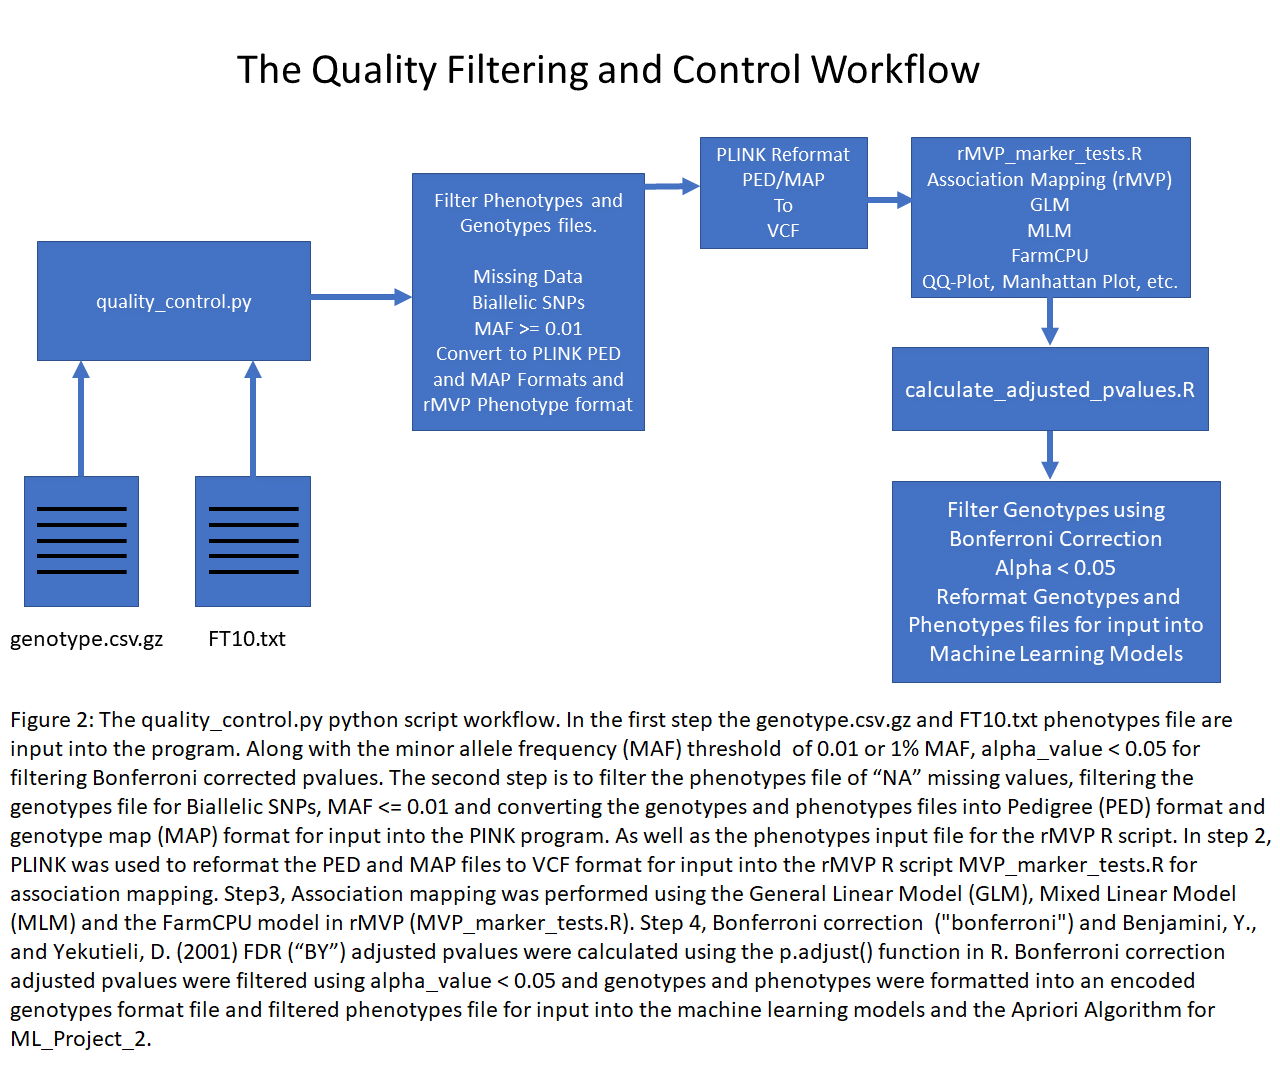 The Quality Filtering and Control Workflow
quality_control.py
genotype.csv.gz
FT10.txt
Filter Phenotypes and
Genotypes files.
Missing Data
Biallelic SNPs
MAF >= 0.01
Convert to PLINK PED
and MAP Formats and
rMVP Phenotype format
PLINK Reformat
PED/MAP
To
VCF
rMVP_marker_tests.R
Association Mapping (rMVP)
GLM
MLM
FarmCPU
QQ-Plot, Manhattan Plot, etc.
calculate_adjusted_pvalues.R
Filter Genotypes using
Bonferroni Correction
Alpha < 0.05
Reformat Genotypes and
Phenotypes files for input into
Machine Learning Models
Figure 2: The quality_control.py python script workflow. In the first step the genotype.csv.gz and FT10.txt phenotypes file are
input into the program. Along with the minor allele frequency (MAF) threshold  of 0.01 or 1% MAF, alpha_value < 0.05 for
filtering Bonferroni corrected pvalues. The second step is to filter the phenotypes file of “NA” missing values, filtering the
genotypes file for Biallelic SNPs, MAF <= 0.01 and converting the genotypes and phenotypes files into Pedigree (PED) format and
genotype map (MAP) format for input into the PINK program. As well as the phenotypes input file for the rMVP R script. In step 2,
PLINK was used to reformat the PED and MAP files to VCF format for input into the rMVP R script MVP_marker_tests.R for
association mapping. Step3, Association mapping was performed using the General Linear Model (GLM), Mixed Linear Model
(MLM) and the FarmCPU model in rMVP (MVP_marker_tests.R). Step 4, Bonferroni correction  ("bonferroni") and Benjamini, Y.,
and Yekutieli, D. (2001) FDR (“BY”) adjusted pvalues were calculated using the p.adjust() function in R. Bonferroni correction
adjusted pvalues were filtered using alpha_value < 0.05 and genotypes and phenotypes were formatted into an encoded
genotypes format file and filtered phenotypes file for input into the machine learning models and the Apriori Algorithm for
ML_Project_2.